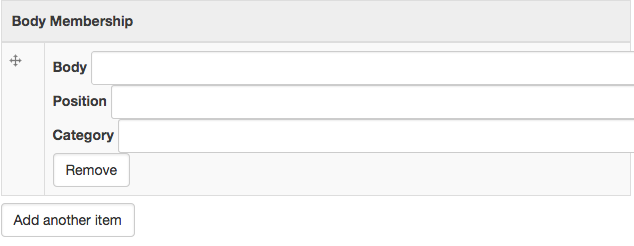 Body Membership
Body
Position
Category
Remove
Add another item